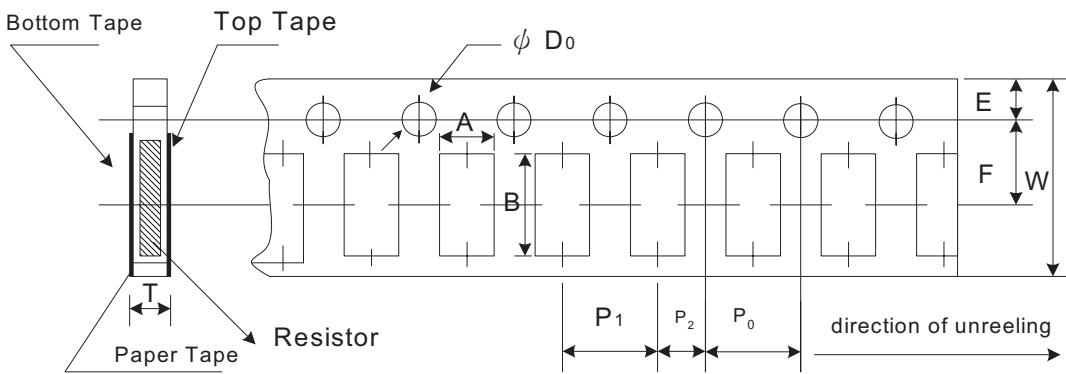 Bottom Tape
Top Tape
ϕ D0
E
A
F
W
B
T
P1
P2
P0
Resistor
direction of unreeling
Paper Tape